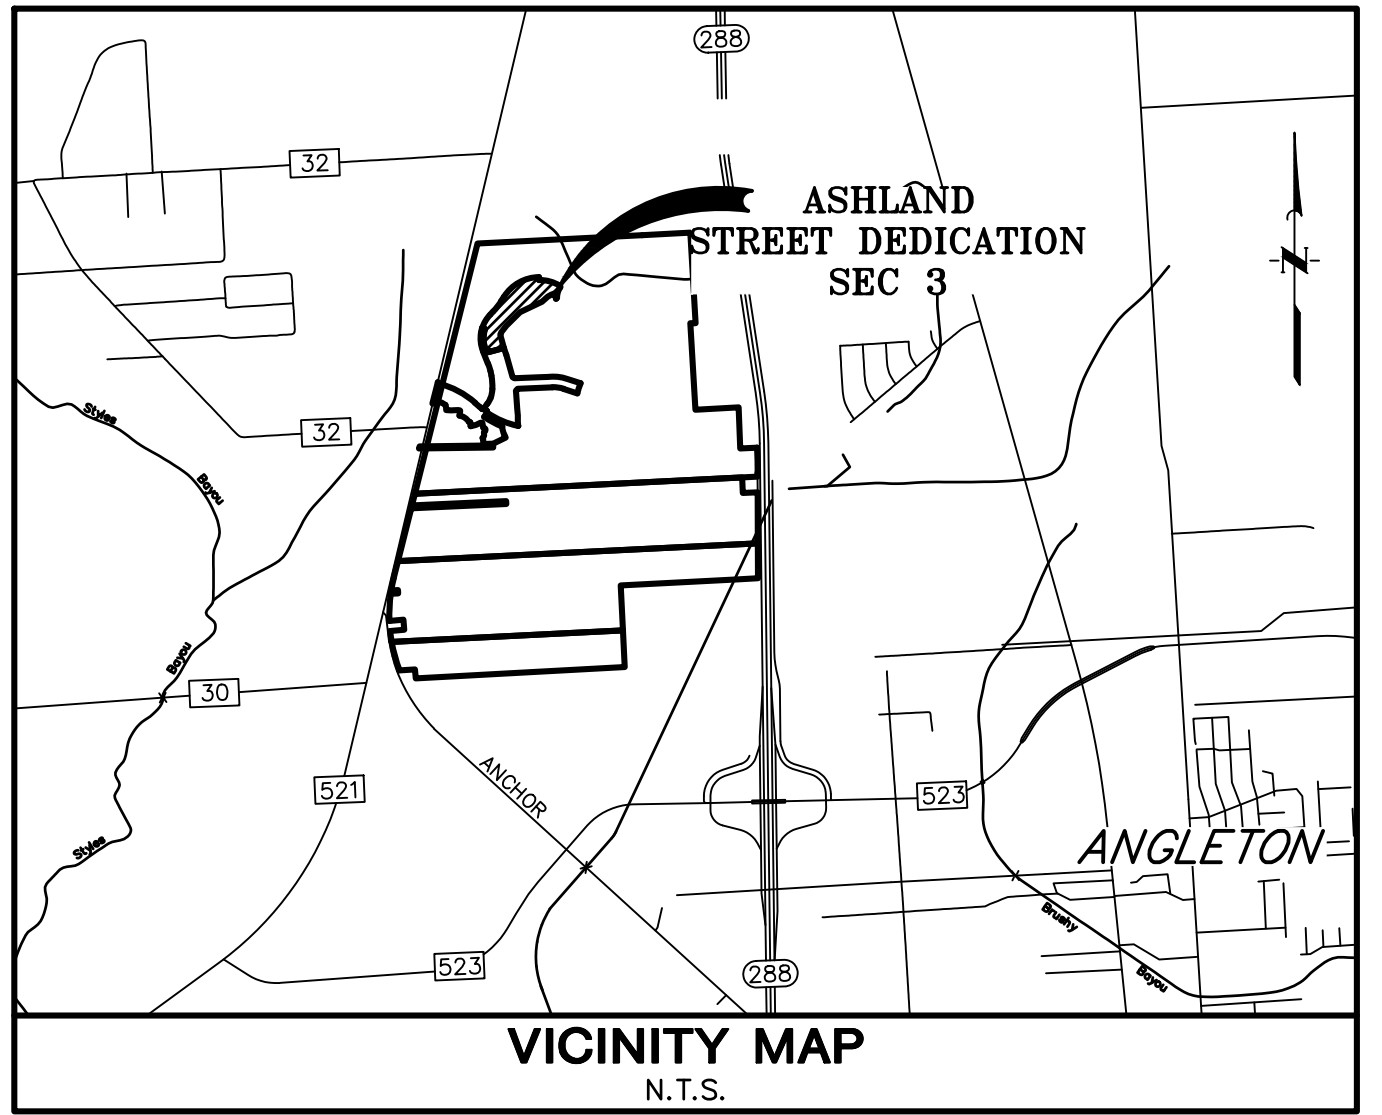 288
32
ASHLAND
STREET DEDICATION
SEC 3
Styles
32
Bayou
Bayou
30
521
ANCHOR
523
Styles
ANGLETON
Brushy
523
288
Bayou
VICINITY MAP
N.T.S.
N